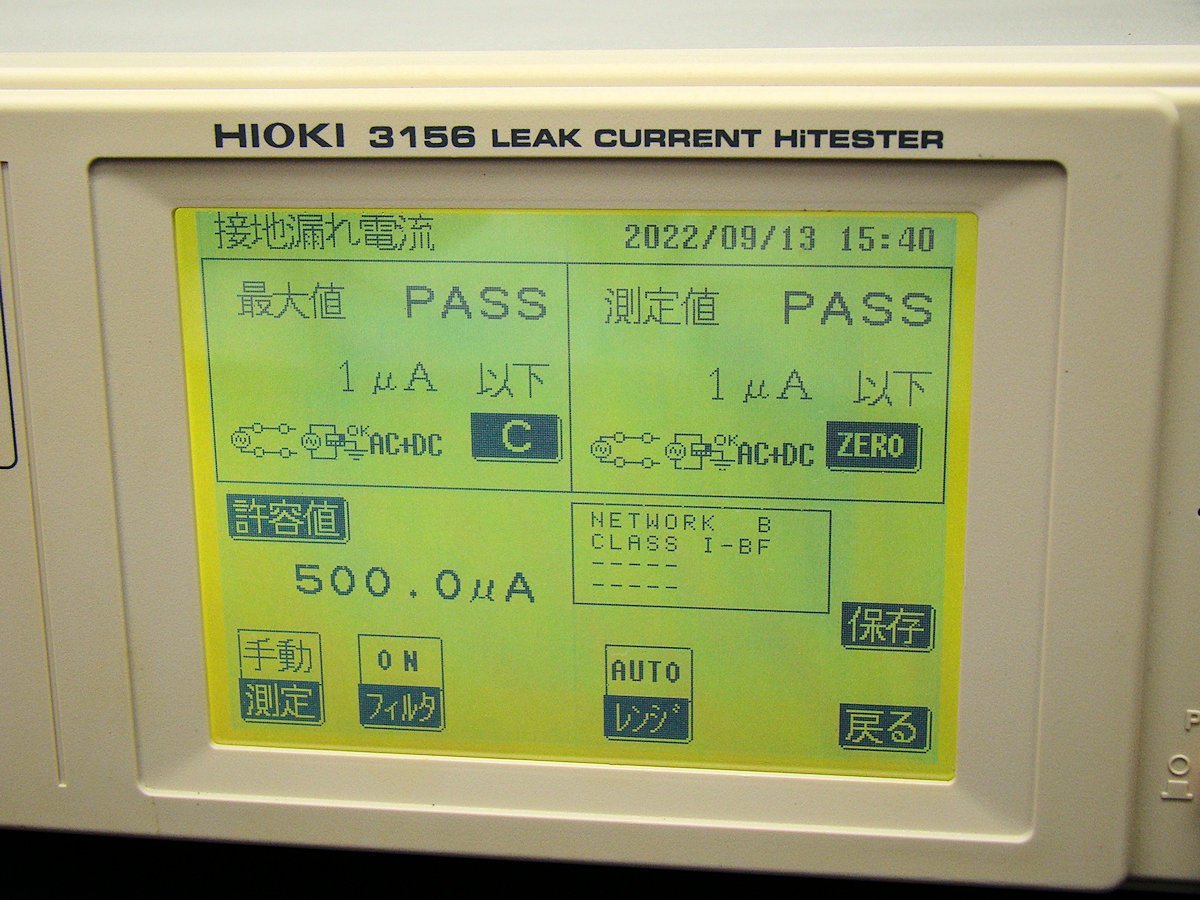 HIOKI 3156 LEAK CURRENT HiTESTER
接地漏れ電流 2022/09/13 15:40
最大値 PASS
1μA 以下
OK AC+DC C
測定値 PASS
1μA 以下
OK AC+DC ZERO
許容値
500.0μA
NETWORK B
CLASS I-BF
-----
-----
保存
手動
測定
ON
フィルタ
AUTO
レンジ
戻る
P